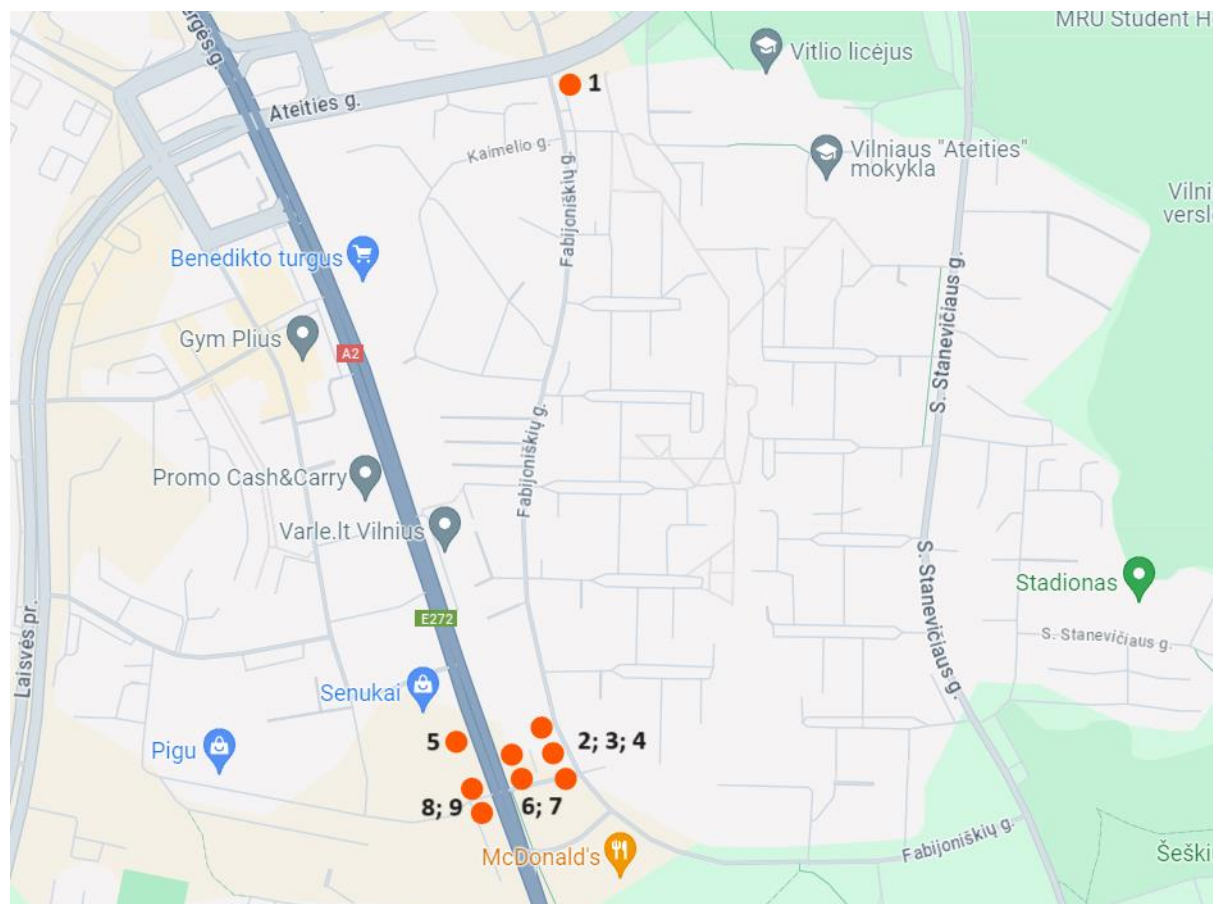 MRU Student H
ergės g.
Vitlio licėjus
1
Ateities g.
Kaimelio g.
Vilniaus "Ateities"
mokykla
Fabijoniškių g.
Vilni
versl
Benedikto turgus
S. Stanevičiaus g.
Gym Plius
A2
Fabijoniškių g.
Promo Cash&Carry
Varle.lt Vilnius
S. Stanevičiaus g.
Stadionas
E272
Laisvės pr.
S. Stanevičiaus g.
Senukai
5
2; 3; 4
Pigu
8; 9
6; 7
McDonald's
Fabijoniškių g.
Šeški